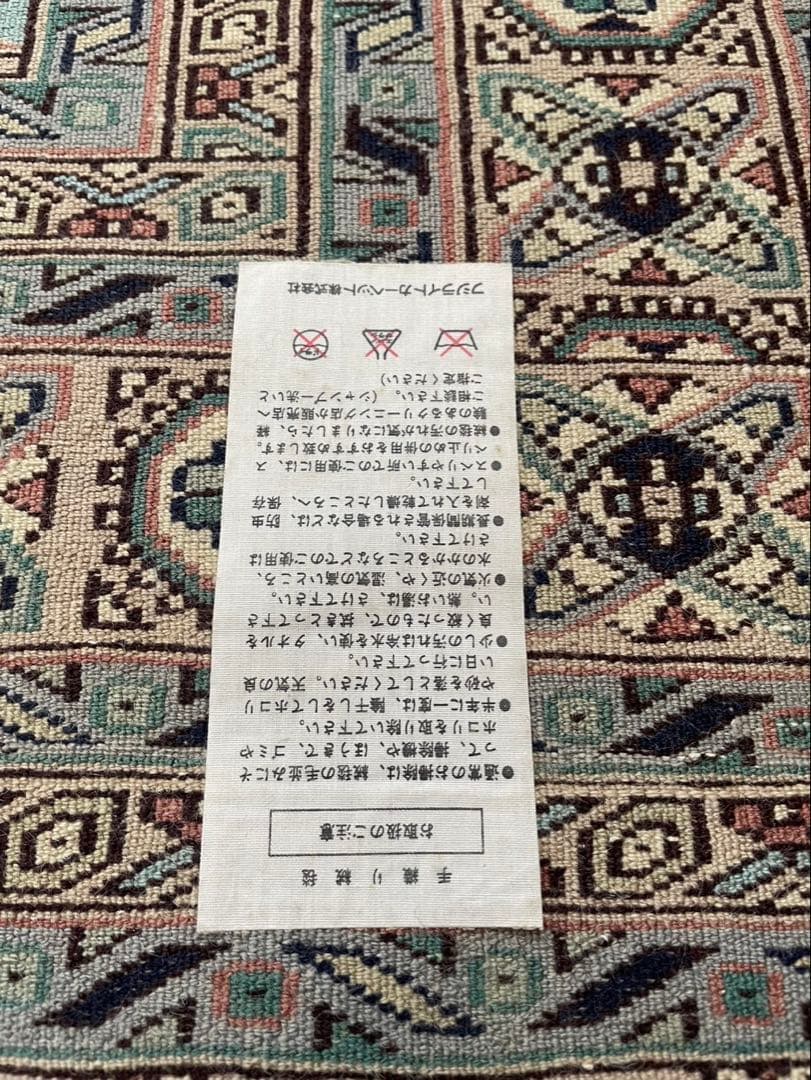 手織り絨毯
お取扱のご注意
●通常のお掃除は、絨毯の毛並みにそ
って、掃除機や、ほうきで、ゴミや
ホコリを取り除いて下さい。
●半年に一度は、陰干しをしてホコリ
や砂を落としてください。天気の良
い日に行って下さい。
●少しの汚れは冷水を使い、タオルを
良く絞ったもので、拭きとって下さ
い。熱いお湯は、さけて下さい。
●火気の近くや、湿気の高いところ、
水のかかるところなどでのご使用は
さけて下さい。
●長期間保管される場合などは、防虫
剤を入れて乾燥したところへ、保存
して下さい。
●スベリやすい所でのご使用には、ス
ベリ止めの併用をおすすめ致します。
●絨毯の汚れが気になりましたら、経
験のあるクリーニング店か販売店へ
ご相談下さい。（シャンプー洗いと
ご指定ください）
ドライ
フジライトカーペット株式会社